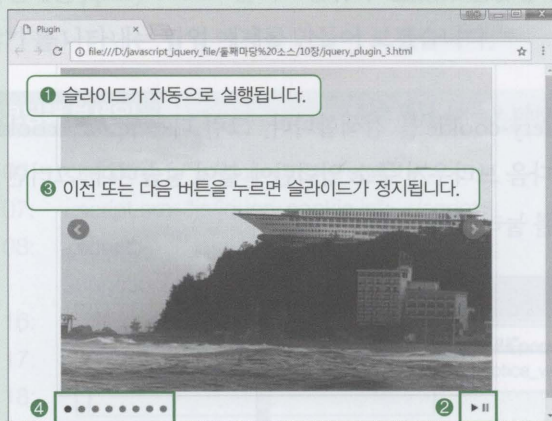 Plugin
file:///D:/javascript_jquery_file/둘째마당%20소스/10장/jquery_plugin_3.html
❶ 슬라이드가 자동으로 실행됩니다.
❸ 이전 또는 다음 버튼을 누르면 슬라이드가 정지됩니다.
❹
❷